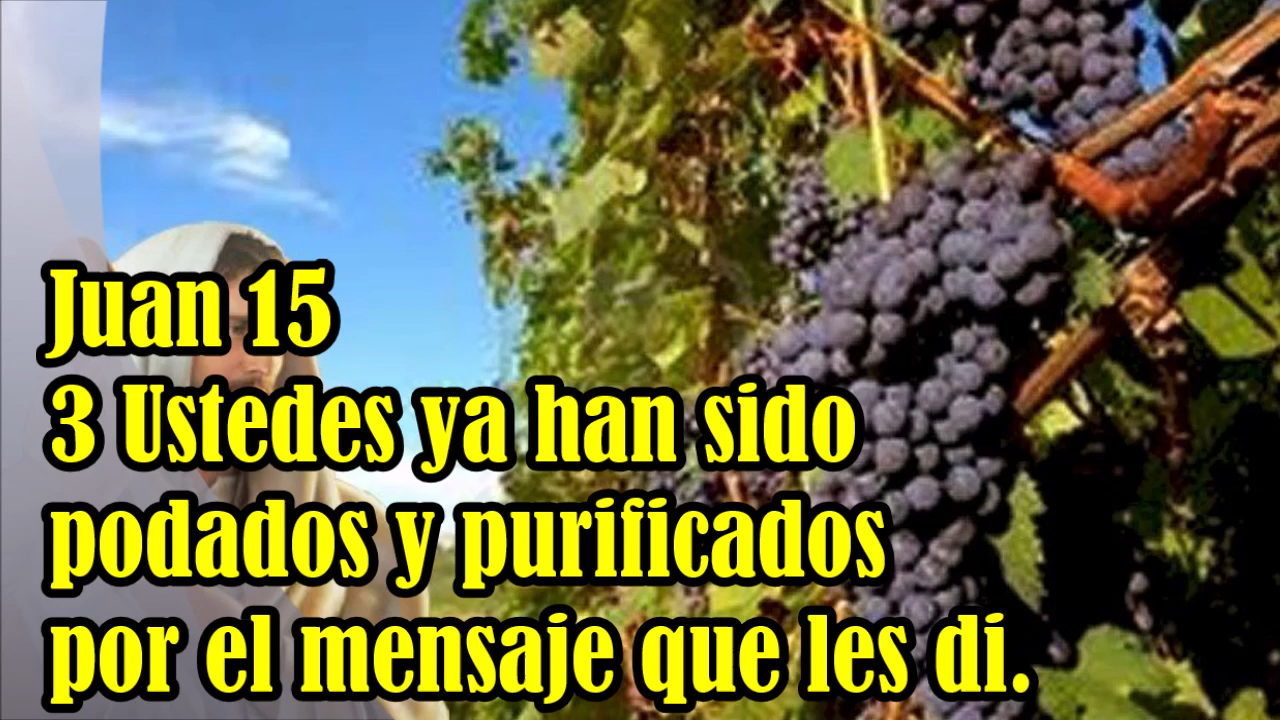 Juan 15
3 Ustedes ya han sido
podados y purificados
por el mensaje que les di.